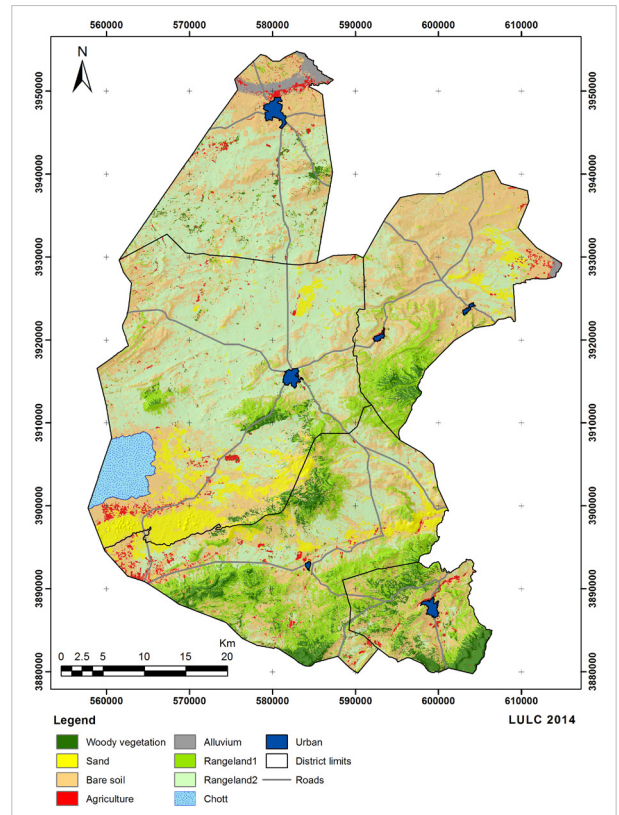 560000 570000 580000 590000 600000 610000
N
3950000 3950000
3940000 3940000
3930000 3930000
3920000 3920000
3910000 3910000
3900000 3900000
3890000 3890000
3880000 3880000
Km
0 2.5 5 10 15 20
560000 570000 580000 590000 600000 610000
Legend
LULC 2014
Woody vegetation
Sand
Bare soil
Agriculture
Alluvium
Rangeland1
Rangeland2
Chott
Urban
District limits
Roads